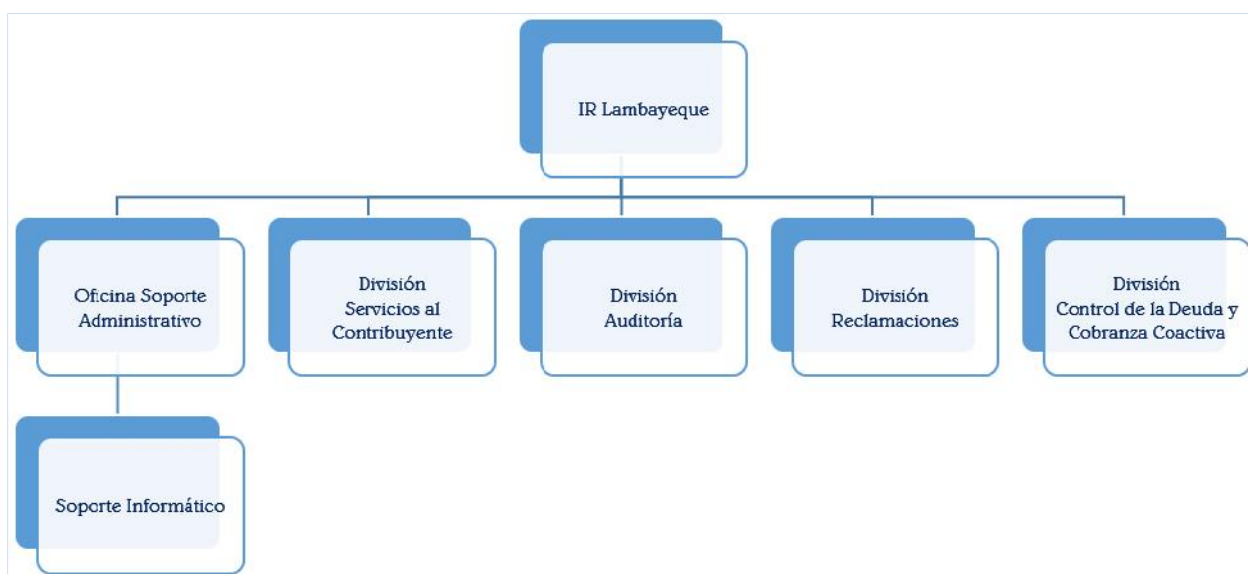 IR Lambayeque
Oficina Soporte
Administrativo
División
Servicios al
Contribuyente
División
Auditoría
División
Reclamaciones
División
Control de la Deuda y
Cobranza Coactiva
Soporte Informático